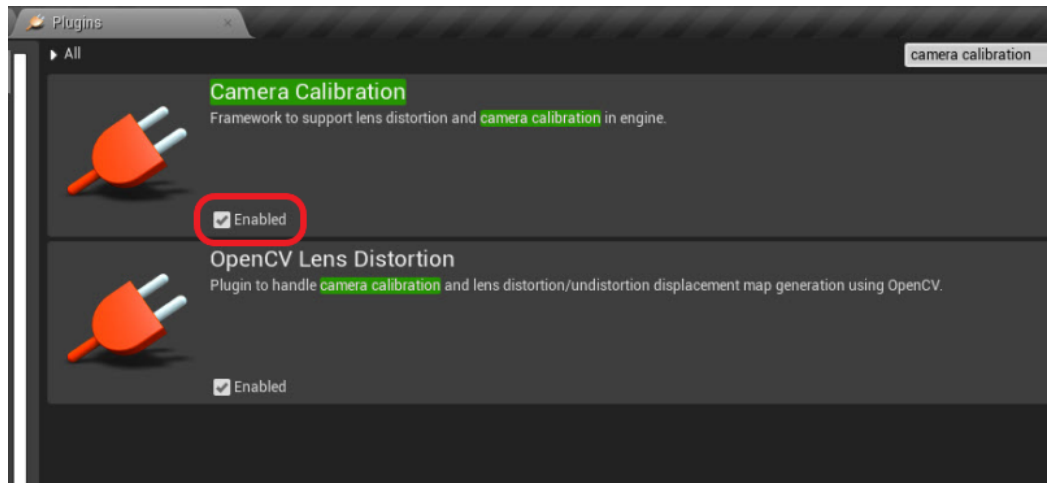 Plugins
All
camera calibration
Camera Calibration
Framework to support lens distortion and camera calibration in engine.
Enabled
OpenCV Lens Distortion
Plugin to handle camera calibration and lens distortion/undistortion displacement map generation using OpenCV.
Enabled